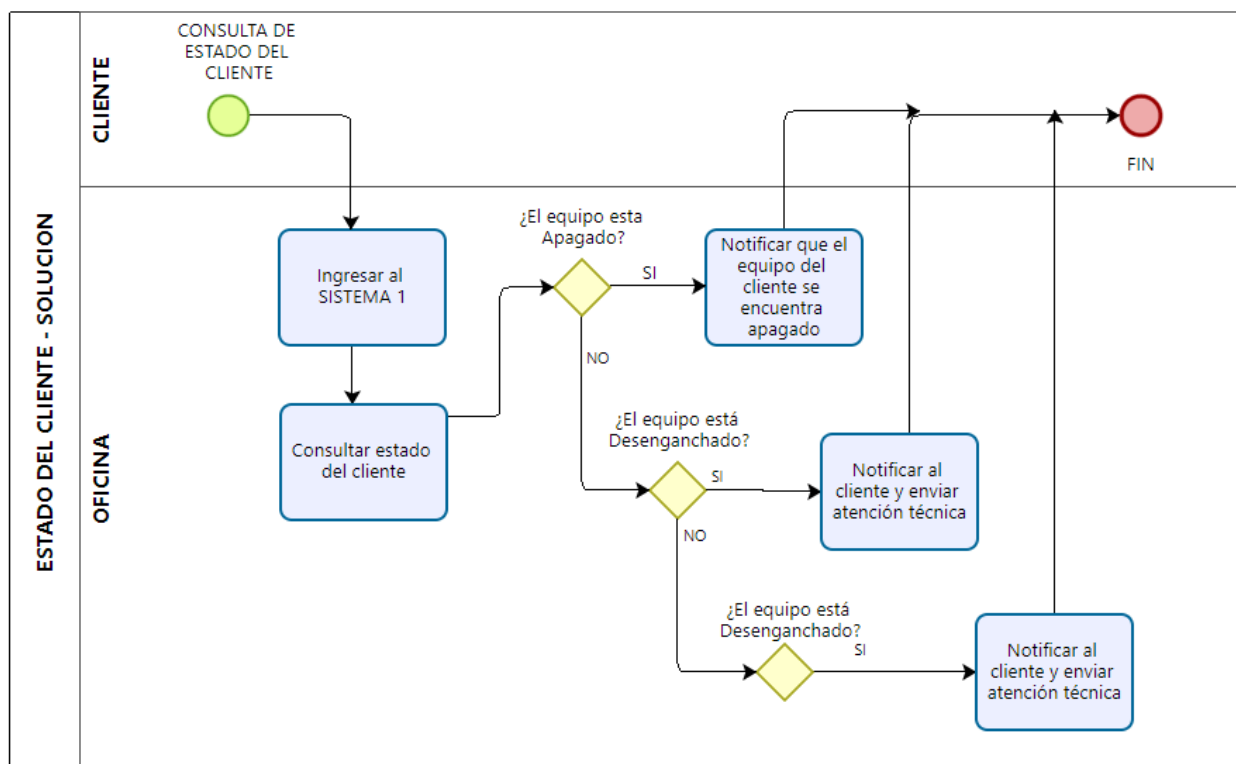 ESTADO DEL CLIENTE - SOLUCION
CLIENTE
CONSULTA DE
ESTADO DEL
CLIENTE
FIN
OFICINA
Ingresar al
SISTEMA 1
Consultar estado
del cliente
¿El equipo esta
Apagado?
SI
NO
Notificar que el
equipo del
cliente se
encuentra
apagado
¿El equipo está
Desenganchado?
SI
NO
Notificar al
cliente y enviar
atención técnica
¿El equipo está
Desenganchado?
SI
Notificar al
cliente y enviar
atención técnica